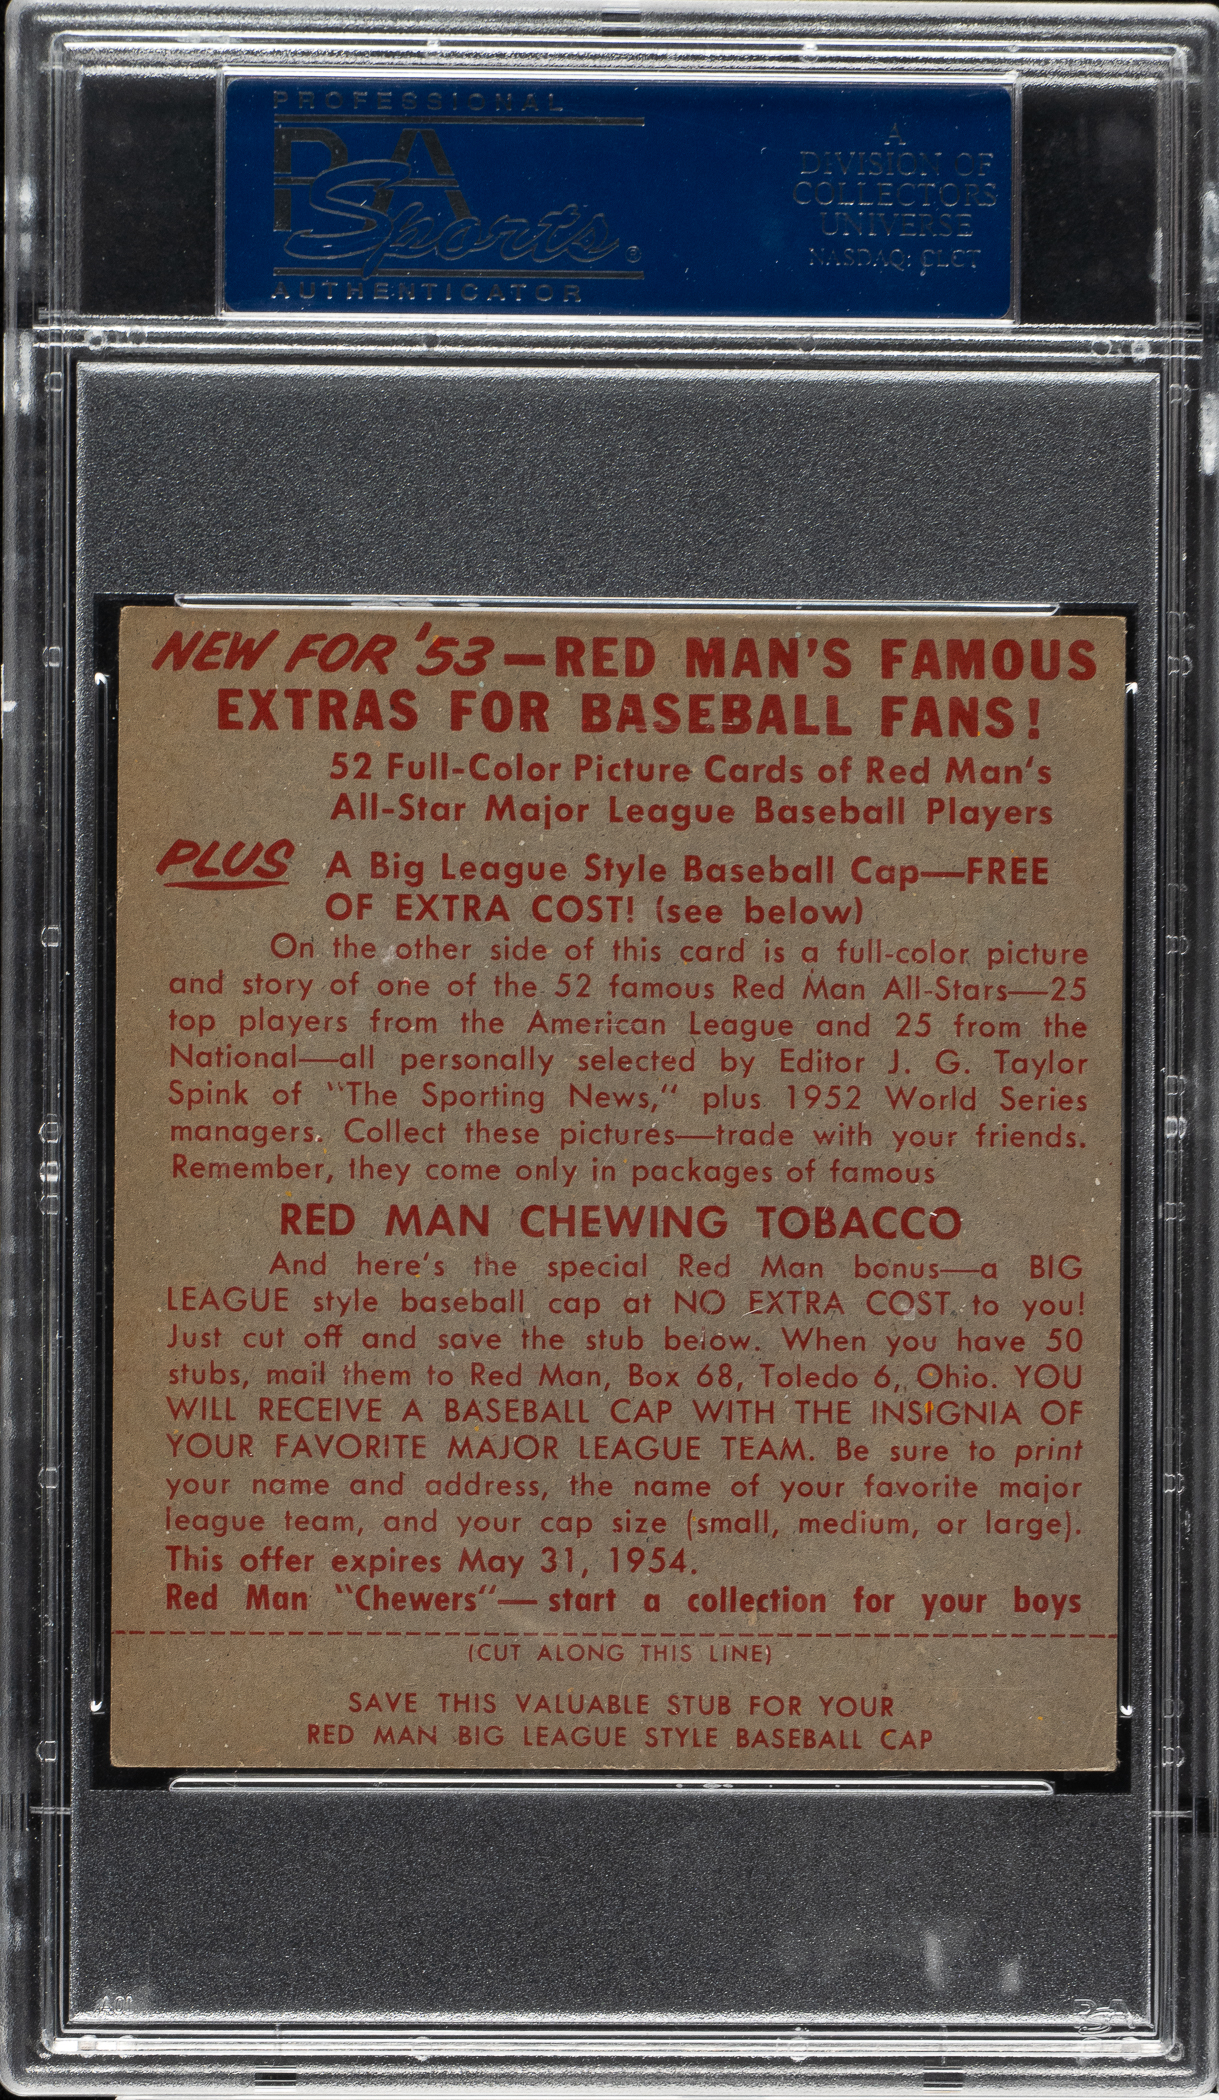 PROFESSIONAL
PSA
Sports®
AUTHENTICATOR
A
DIVISION OF
COLLECTORS
UNIVERSE
NASDAQ: CLCT
NEW FOR '53—RED MAN'S FAMOUS
EXTRAS FOR BASEBALL FANS!
52 Full-Color Picture Cards of Red Man's
All-Star Major League Baseball Players
PLUS A Big League Style Baseball Cap—FREE
OF EXTRA COST! (see below)
On the other side of this card is a full-color picture
and story of one of the 52 famous Red Man All-Stars—25
top players from the American League and 25 from the
National—all personally selected by Editor J. G. Taylor
Spink of "The Sporting News," plus 1952 World Series
managers. Collect these pictures—trade with your friends.
Remember, they come only in packages of famous
RED MAN CHEWING TOBACCO
And here's the special Red Man bonus—a BIG
LEAGUE style baseball cap at NO EXTRA COST to you!
Just cut off and save the stub below. When you have 50
stubs, mail them to Red Man, Box 68, Toledo 6, Ohio. YOU
WILL RECEIVE A BASEBALL CAP WITH THE INSIGNIA OF
YOUR FAVORITE MAJOR LEAGUE TEAM. Be sure to print
your name and address, the name of your favorite major
league team, and your cap size (small, medium, or large).
This offer expires May 31, 1954.
Red Man "Chewers"—start a collection for your boys
(CUT ALONG THIS LINE)
SAVE THIS VALUABLE STUB FOR YOUR
RED MAN BIG LEAGUE STYLE BASEBALL CAP
PSA